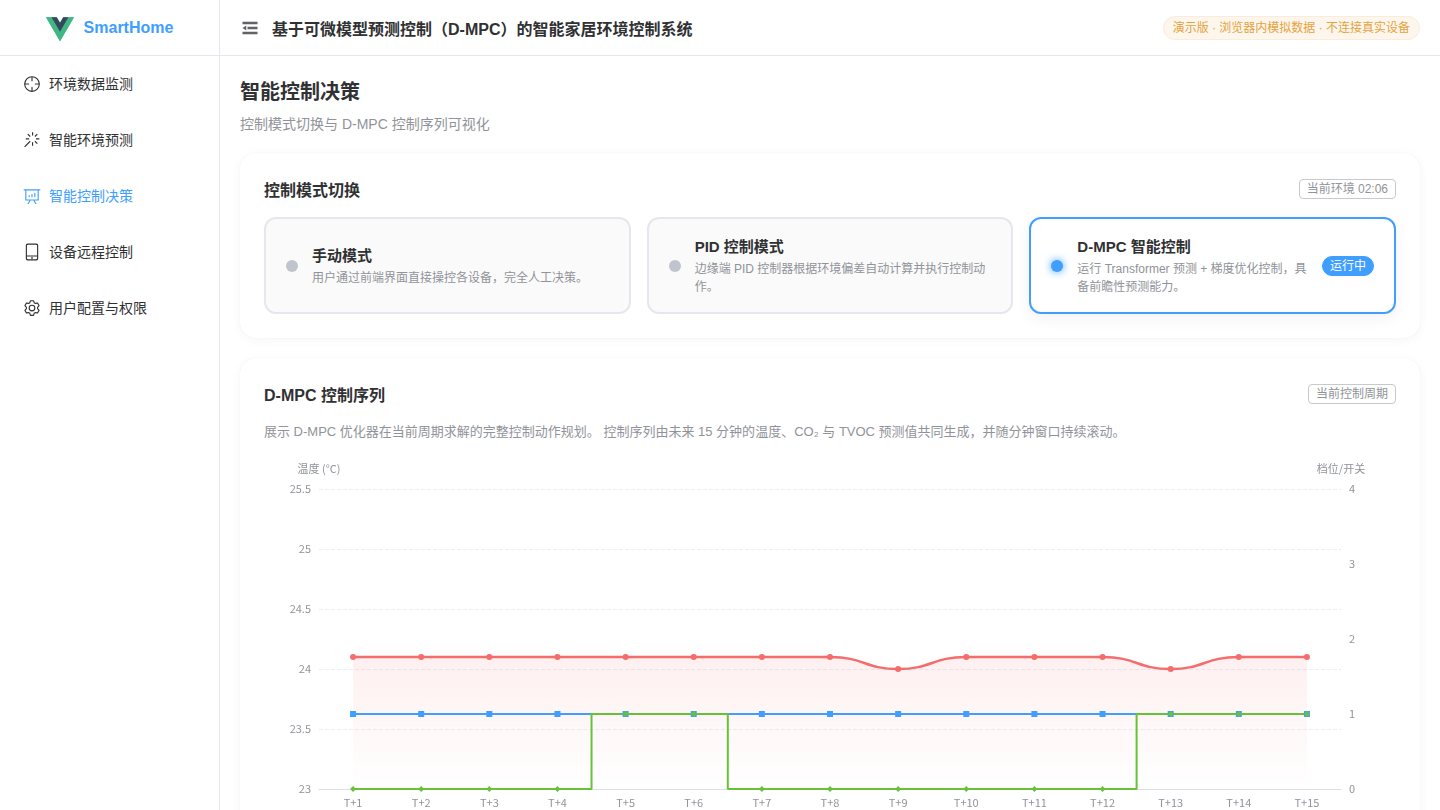 SmartHome
基于可微模型预测控制（D-MPC）的智能家居环境控制系统
演示版 · 浏览器内模拟数据 · 不连接真实设备
环境数据监测
智能环境预测
智能控制决策
设备远程控制
用户配置与权限
智能控制决策
控制模式切换与 D-MPC 控制序列可视化
控制模式切换
当前环境 02:06
手动模式
用户通过前端界面直接操控各设备，完全人工决策。
PID 控制模式
边缘端 PID 控制器根据环境偏差自动计算并执行控制动
作。
D-MPC 智能控制
运行 Transformer 预测 + 梯度优化控制，具
备前瞻性预测能力。
运行中
D-MPC 控制序列
当前控制周期
展示 D-MPC 优化器在当前周期求解的完整控制动作规划。 控制序列由未来 15 分钟的温度、CO₂ 与 TVOC 预测值共同生成，并随分钟窗口持续滚动。
温度 (℃)
档位/开关
25.5
25
24.5
24
23.5
23
4
3
2
1
0
T+1 T+2 T+3 T+4 T+5 T+6 T+7 T+8 T+9 T+10 T+11 T+12 T+13 T+14 T+15